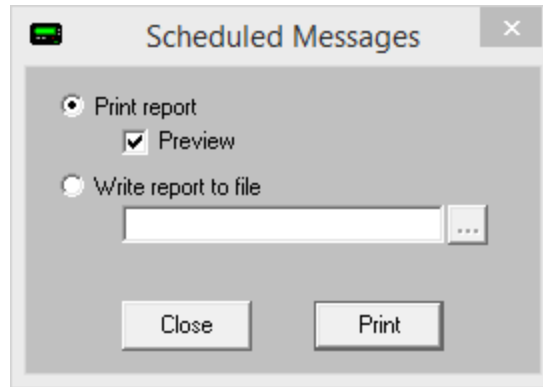 Scheduled Messages
Print report
Preview
Write report to file
...
Close Print